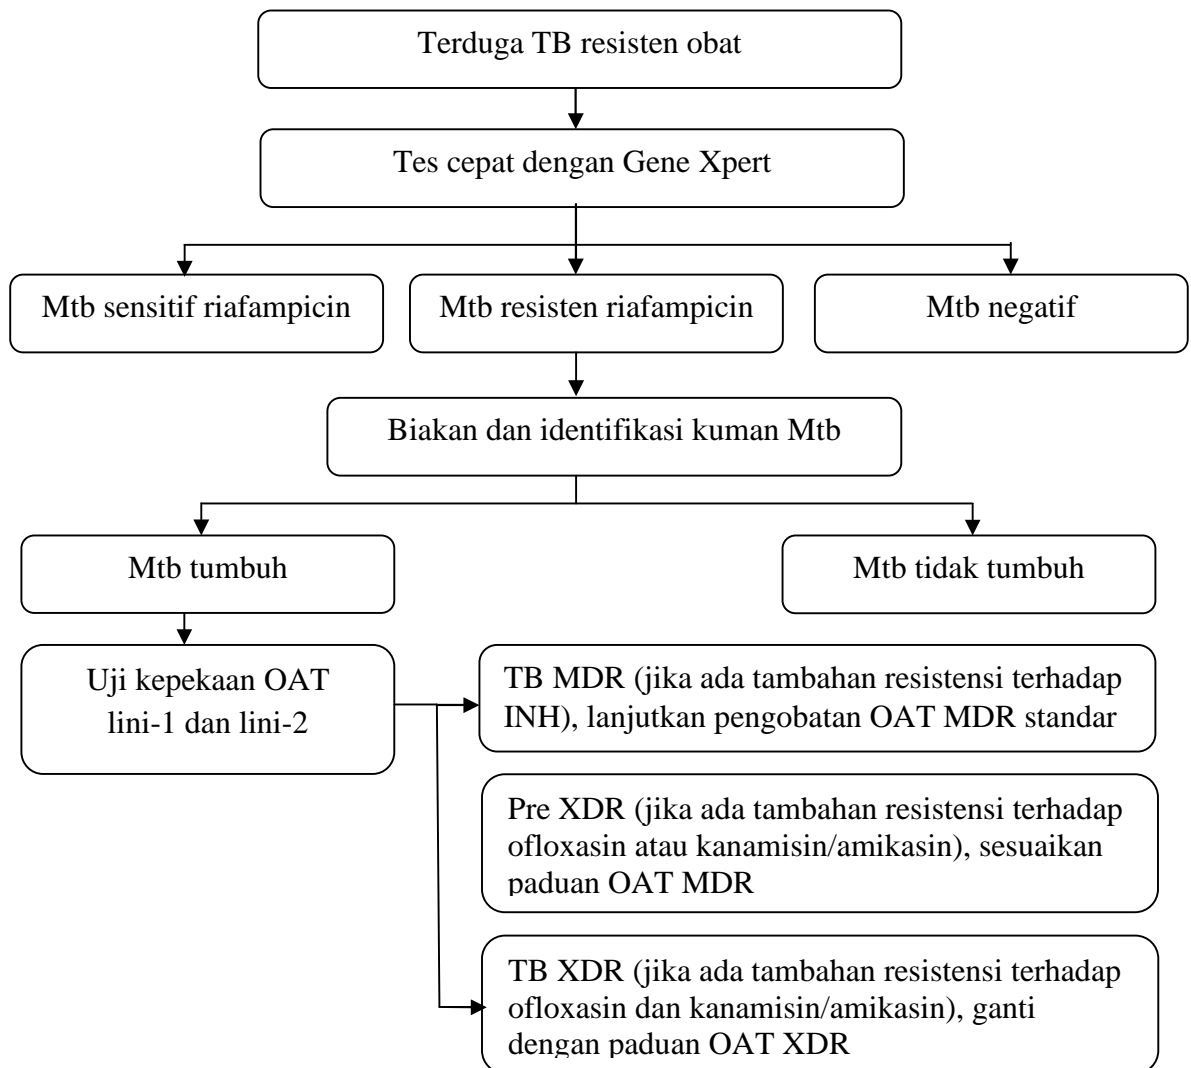 Terduga TB resisten obat
Tes cepat dengan Gene Xpert
Mtb sensitif riafampicin
Mtb resisten riafampicin
Mtb negatif
Biakan dan identifikasi kuman Mtb
Mtb tumbuh
Mtb tidak tumbuh
Uji kepekaan OAT
lini-1 dan lini-2
TB MDR (jika ada tambahan resistensi terhadap
INH), lanjutkan pengobatan OAT MDR standar
Pre XDR (jika ada tambahan resistensi terhadap
ofloxasin atau kanamisin/amikasin), sesuaikan
paduan OAT MDR
TB XDR (jika ada tambahan resistensi terhadap
ofloxasin dan kanamisin/amikasin), ganti
dengan paduan OAT XDR